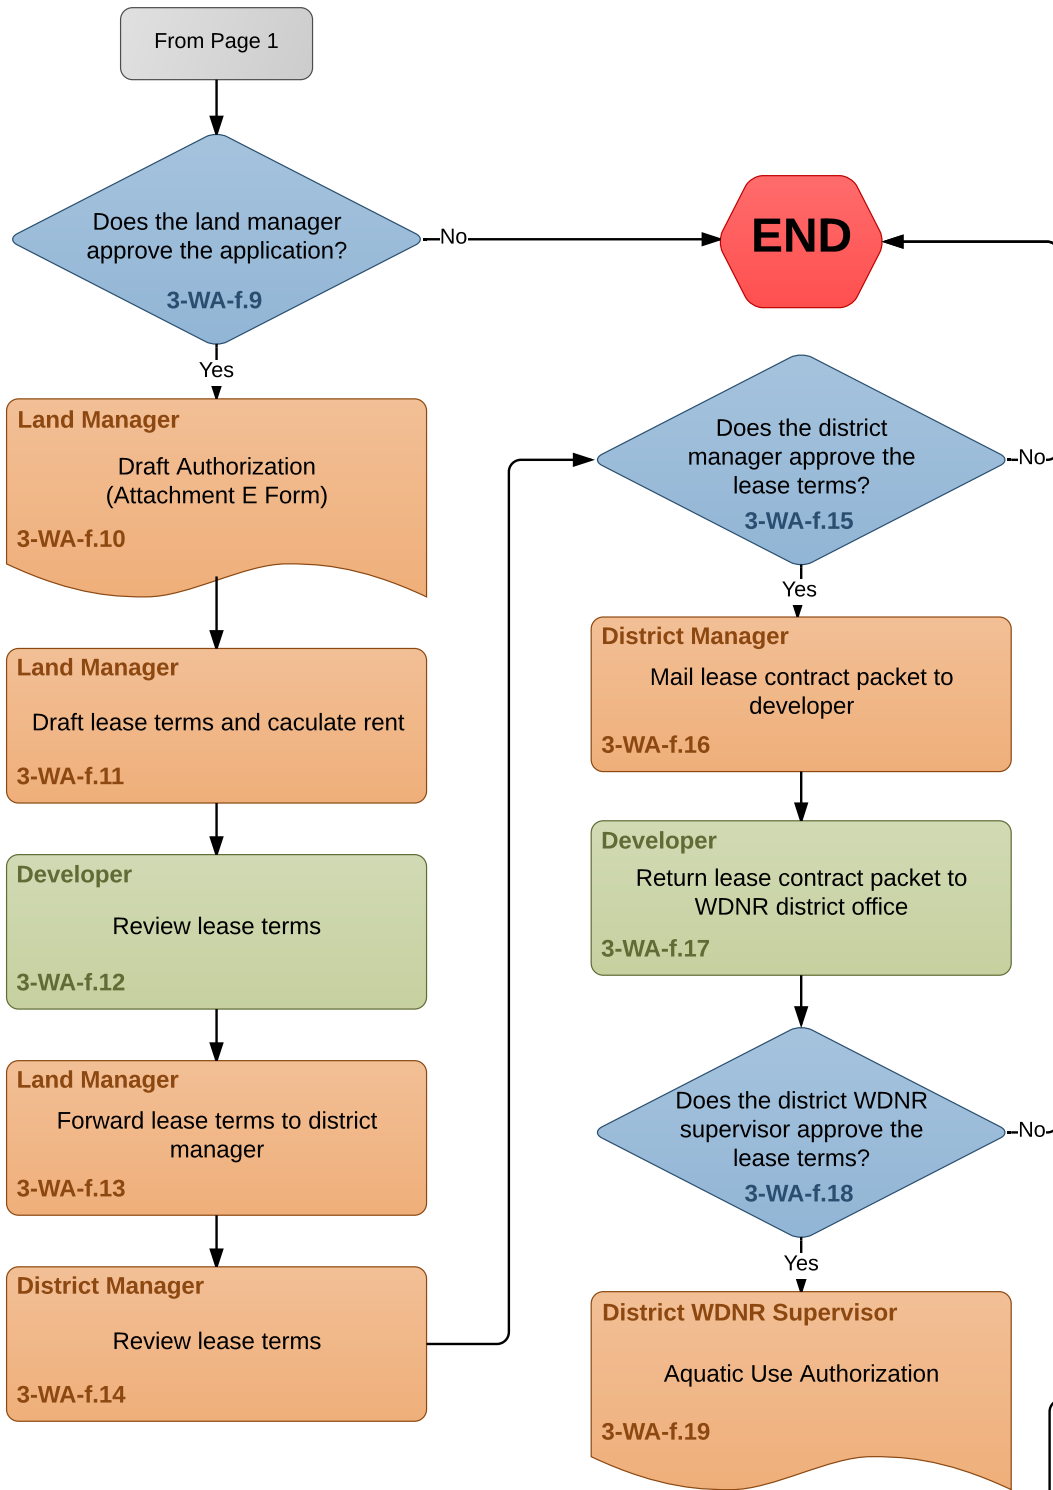 From Page 1
Does the land manager
approve the application?
3-WA-f.9
No
END
Yes
Land Manager
Draft Authorization
(Attachment E Form)
3-WA-f.10
Land Manager
Draft lease terms and caculate rent
3-WA-f.11
Developer
Review lease terms
3-WA-f.12
Land Manager
Forward lease terms to district
manager
3-WA-f.13
District Manager
Review lease terms
3-WA-f.14
Does the district
manager approve the
lease terms?
3-WA-f.15
No
Yes
District Manager
Mail lease contract packet to
developer
3-WA-f.16
Developer
Return lease contract packet to
WDNR district office
3-WA-f.17
Does the district WDNR
supervisor approve the
lease terms?
3-WA-f.18
No
Yes
District WDNR Supervisor
Aquatic Use Authorization
3-WA-f.19